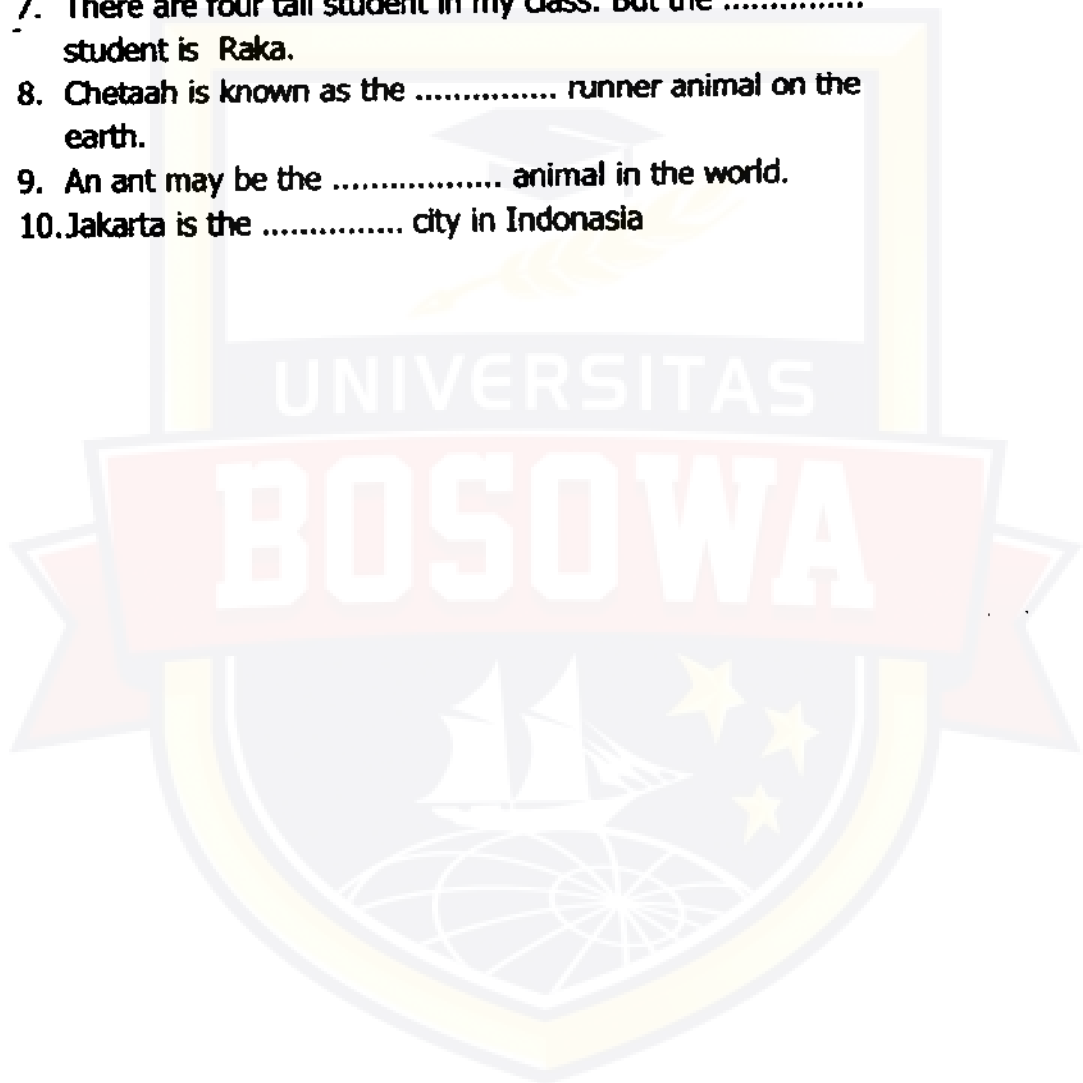 7. There are four tall student in my class. But the ...............
student is Raka.
8. Chetaah is known as the ............... runner animal on the
earth.
9. An ant may be the .................. animal in the world.
10.Jakarta is the ............... city in Indonasia
UNIVERSITAS
BOSOWA